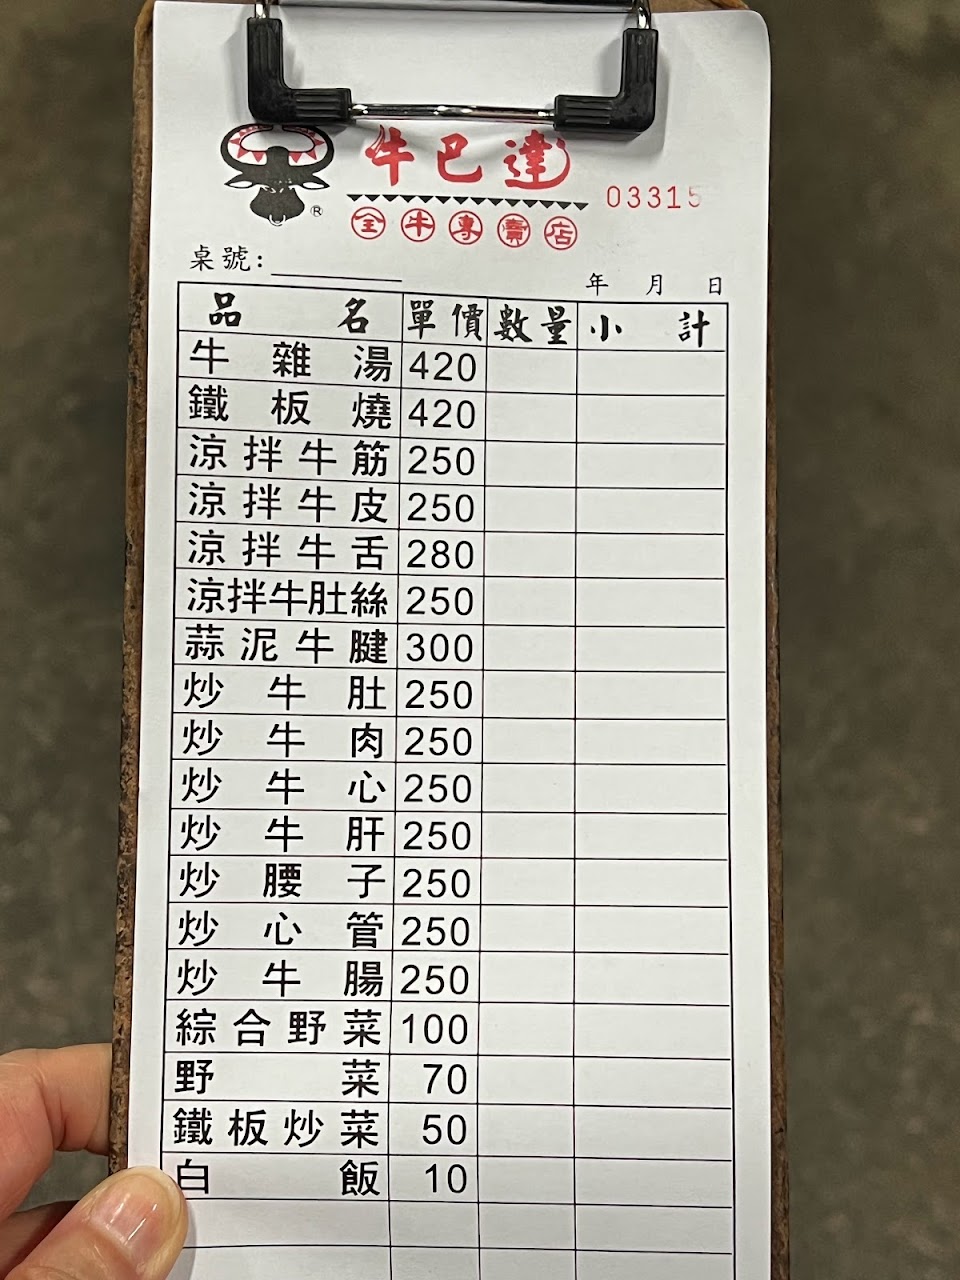 牛巴達
03315
全牛專賣店
®
桌號:
年 月 日
品名 單價 數量 小計
牛雜湯 420
鐵板燒 420
涼拌牛筋 250
涼拌牛皮 250
涼拌牛舌 280
涼拌牛肚絲 250
蒜泥牛腱 300
炒牛肚 250
炒牛肉 250
炒牛心 250
炒牛肝 250
炒腰子 250
炒心管 250
炒牛腸 250
綜合野菜 100
野菜 70
鐵板炒菜 50
白飯 10